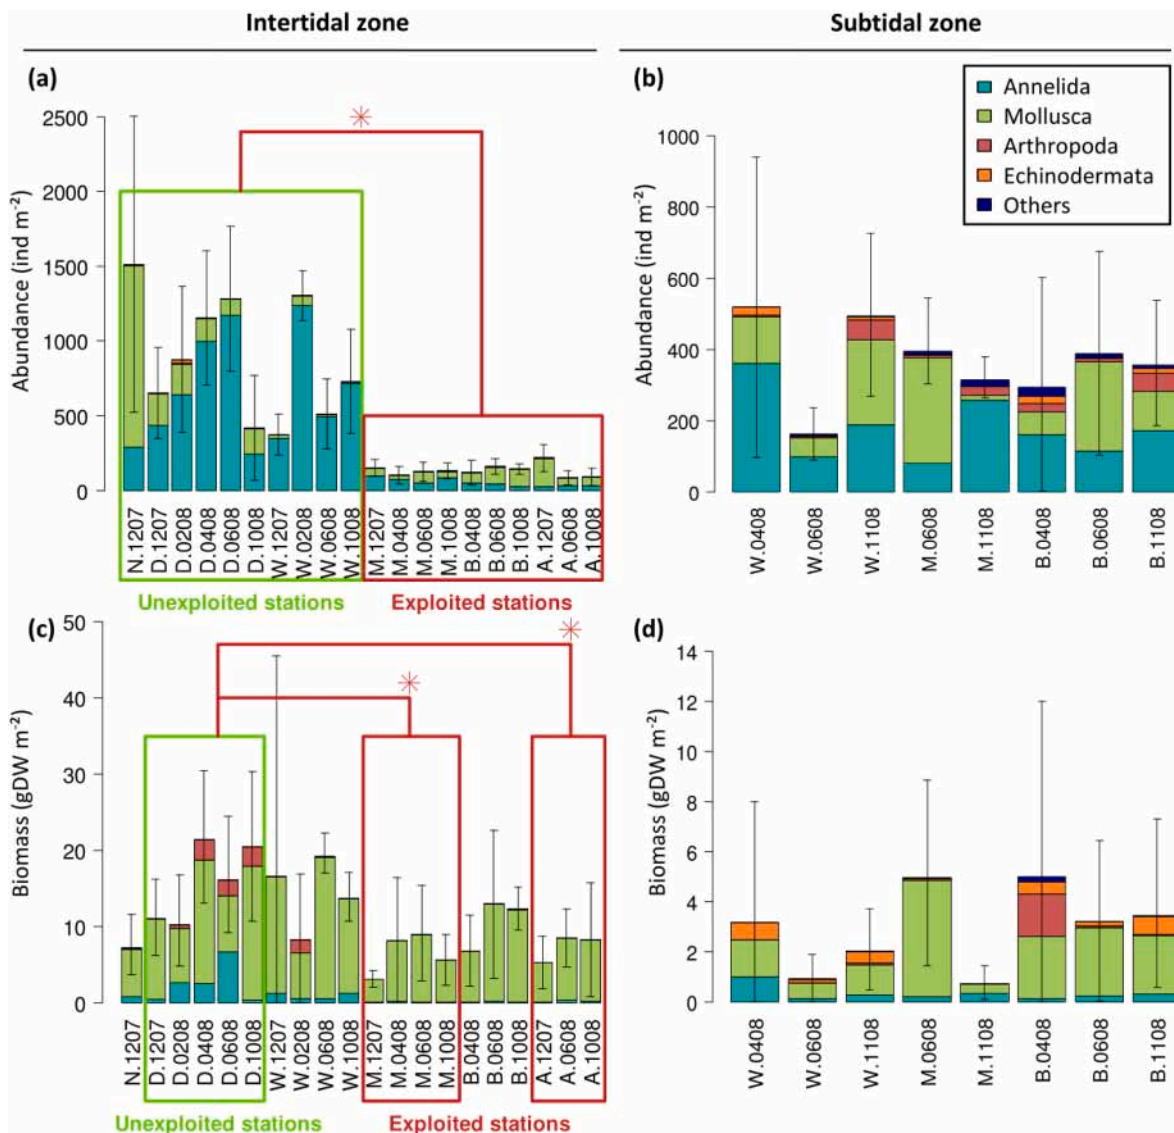 Intertidal zone
Subtidal zone
(a)
Abundance (ind m⁻²)
2500
2000
1500
1000
500
0
N.1207
D.1207
D.0208
D.0408
D.0608
D.1008
W.1207
W.0208
W.0608
W.1008
M.1207
M.0408
M.0608
M.1008
B.0408
B.0608
B.1008
A.1207
A.0608
A.1008
Unexploited stations
Exploited stations
(b)
Annelida
Mollusca
Arthropoda
Echinodermata
Others
Abundance (ind m⁻²)
1000
800
600
400
200
0
W.0408
W.0608
W.1108
M.0608
M.1108
B.0408
B.0608
B.1108
(c)
Biomass (gDW m⁻²)
50
40
30
20
10
0
N.1207
D.1207
D.0208
D.0408
D.0608
D.1008
W.1207
W.0208
W.0608
W.1008
M.1207
M.0408
M.0608
M.1008
B.0408
B.0608
B.1008
A.1207
A.0608
A.1008
Unexploited stations
Exploited stations
(d)
Biomass (gDW m⁻²)
14
12
10
8
6
4
2
0
W.0408
W.0608
W.1108
M.0608
M.1108
B.0408
B.0608
B.1108